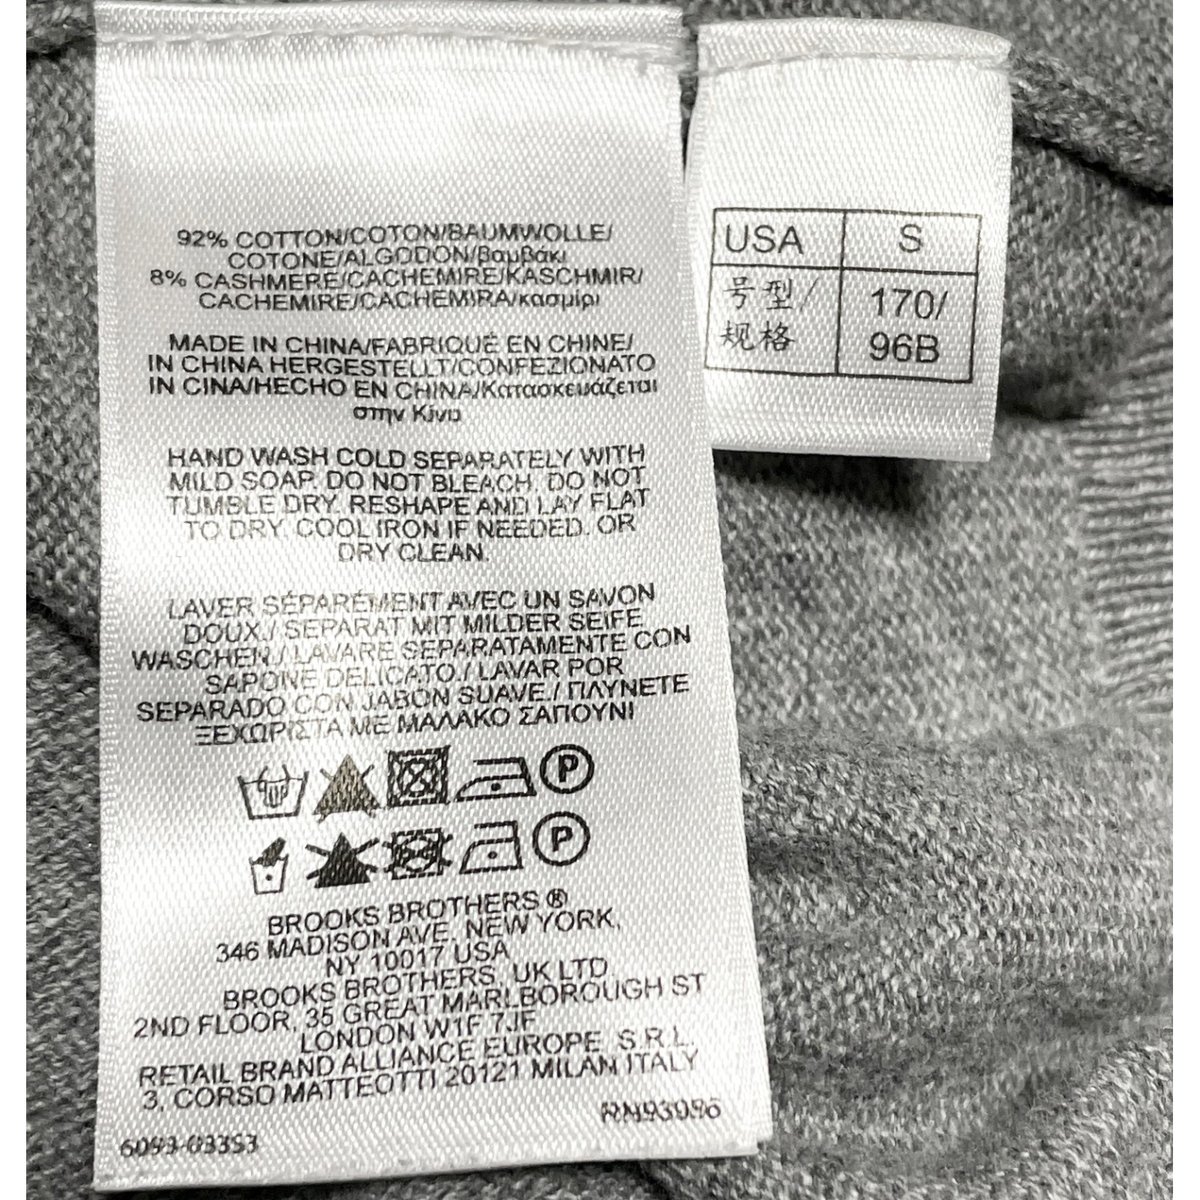 92% COTTON/COTON/BAUMWOLLE/
COTONE/ALGODON/βαμβάκι
8% CASHMERE/CACHEMIRE/KASCHMIR/
CACHEMIRE/CACHEMIRA/κασμίρι
MADE IN CHINA/FABRIQUÉ EN CHINE/
IN CHINA HERGESTELLT/CONFEZIONATO
IN CINA/HECHO EN CHINA/Κατασκευάζεται
στην Κίνα
HAND WASH COLD SEPARATELY WITH
MILD SOAP. DO NOT BLEACH. DO NOT
TUMBLE DRY. RESHAPE AND LAY FLAT
TO DRY. COOL IRON IF NEEDED. OR
DRY CLEAN.
LAVER SÉPARÉMENT AVEC UN SAVON
DOUX./ SEPARAT MIT MILDER SEIFE
WASCHEN./ LAVARE SEPARATAMENTE CON
SAPONE DELICATO./ LAVAR POR
SEPARADO CON JABON SUAVE./ ΠΛΥΝΕΤΕ
ΞΕΧΩΡΙΣΤΑ ΜΕ ΜΑΛΑΚΟ ΣΑΠΟΥΝΙ
P
P
BROOKS BROTHERS ®
346 MADISON AVE, NEW YORK,
NY 10017 USA
BROOKS BROTHERS, UK LTD,
2ND FLOOR, 35 GREAT MARLBOROUGH ST
LONDON W1F 7JF
RETAIL BRAND ALLIANCE EUROPE, S.R.L.
3, CORSO MATTEOTTI 20121 MILAN ITALY
RN93086
6093-03353
USA S
号型/ 170/
规格 96B